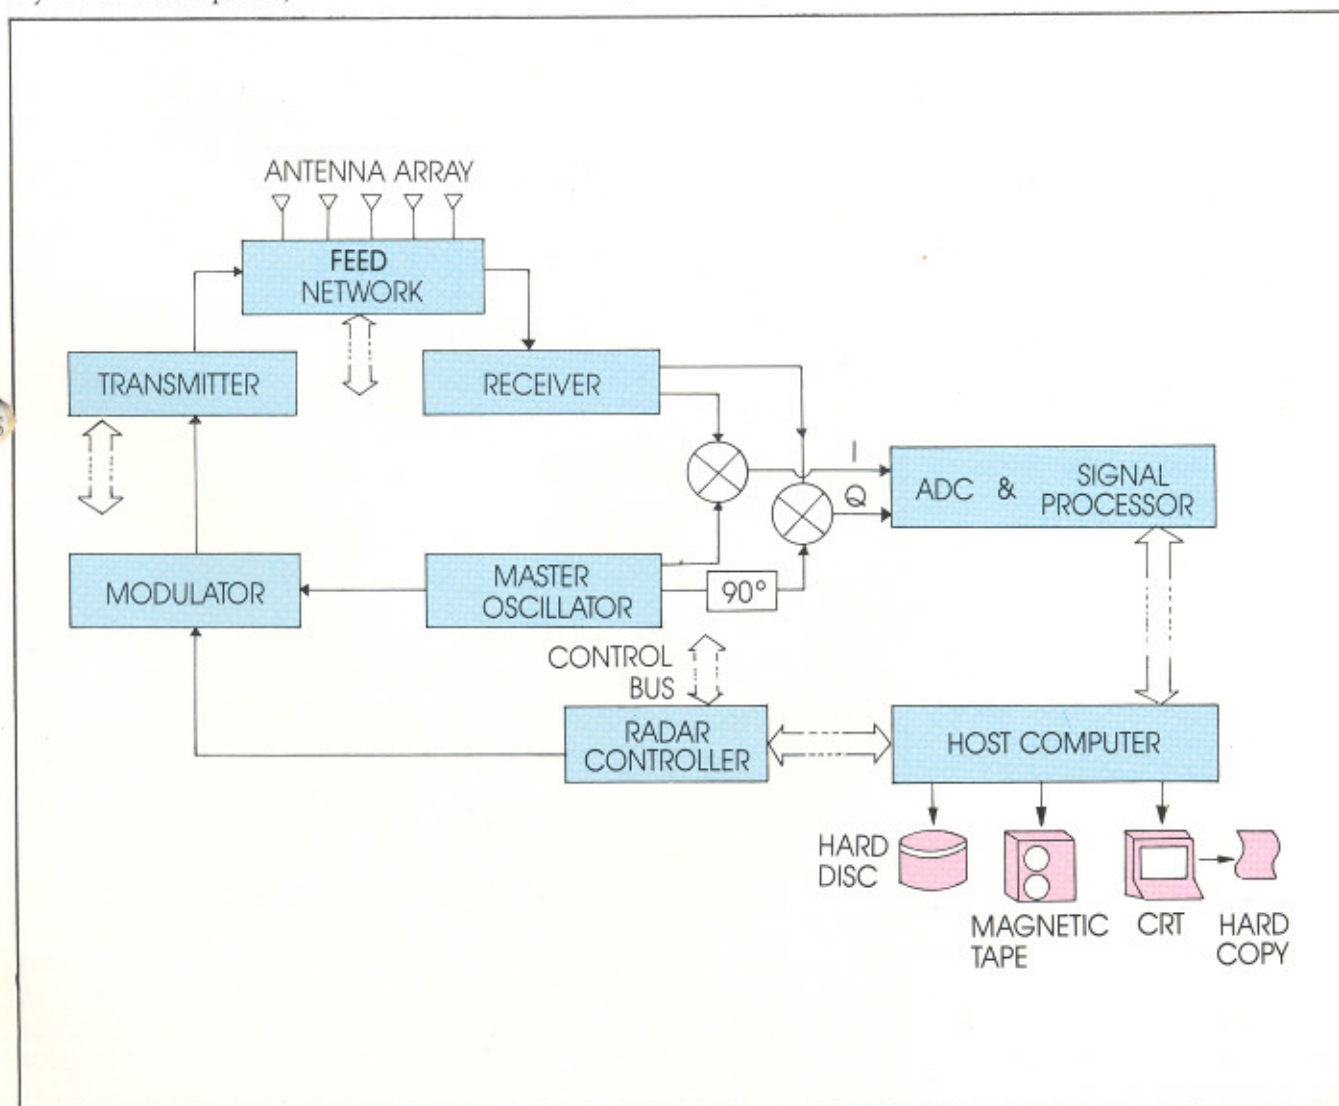 ANTENNA ARRAY
FEED
NETWORK
TRANSMITTER
RECEIVER
I
Q
ADC & SIGNAL
PROCESSOR
MODULATOR
MASTER
OSCILLATOR
90°
CONTROL
BUS
RADAR
CONTROLLER
HOST COMPUTER
HARD
DISC
MAGNETIC
TAPE
CRT
HARD
COPY